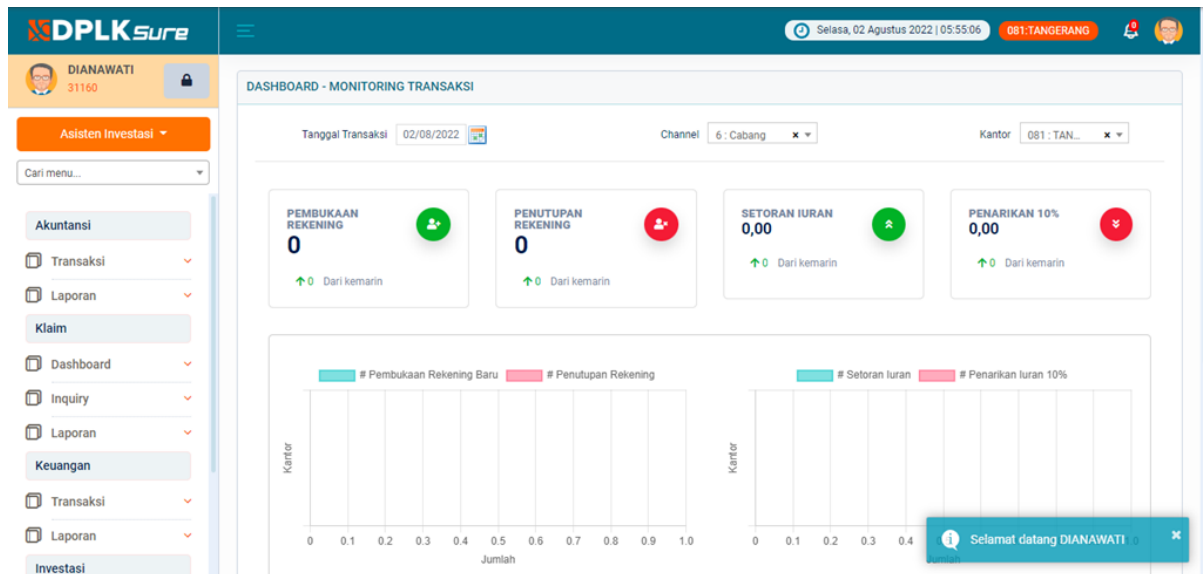 DPLK Sure
Selasa, 02 Agustus 2022 | 05:55:06
081:TANGERANG
DIANAWATI
31160
Asisten Investasi
Cari menu...
Akuntansi
Transaksi
Laporan
Klaim
Dashboard
Inquiry
Laporan
Keuangan
Transaksi
Laporan
Investasi
DASHBOARD - MONITORING TRANSAKSI
Tanggal Transaksi 02/08/2022
Channel 6 : Cabang x
Kantor 081 : TAN... x
PEMBUKAAN
REKENING
0
0 Dari kemarin
PENUTUPAN
REKENING
0
0 Dari kemarin
SETORAN IURAN
0,00
0 Dari kemarin
PENARIKAN 10%
0,00
0 Dari kemarin
# Pembukaan Rekening Baru # Penutupan Rekening
Kantor
0 0.1 0.2 0.3 0.4 0.5 0.6 0.7 0.8 0.9 1.0
Jumlah
# Setoran Iuran # Penarikan Iuran 10%
Kantor
0 0.1 0.2 0.3 0.4 1.0
Jumlah
Selamat datang DIANAWATI ×